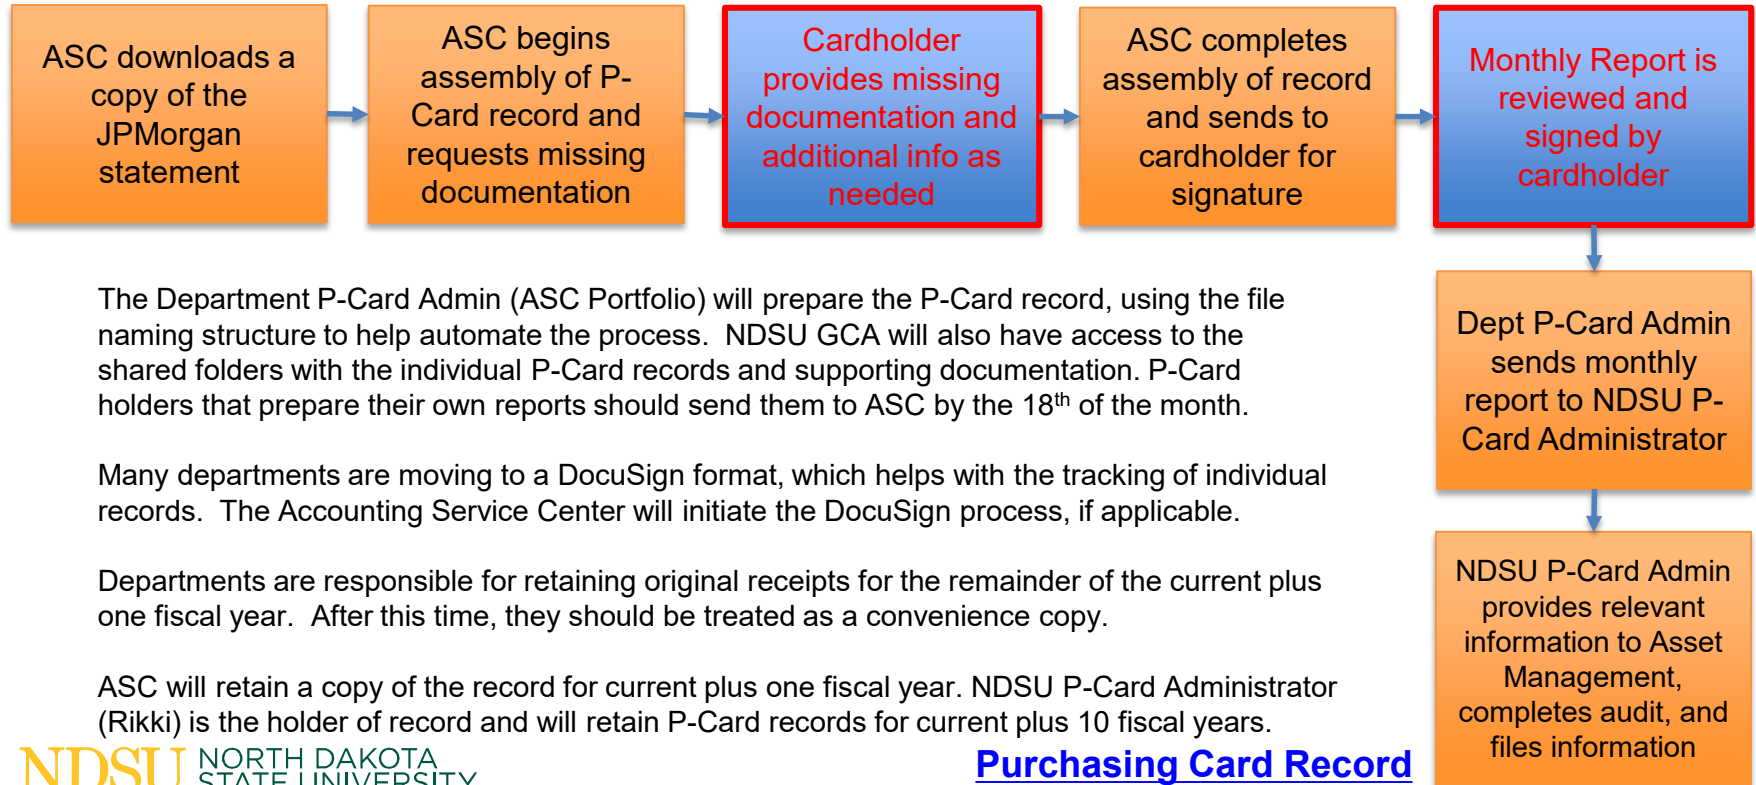 ASC downloads a
copy of the
JPMorgan
statement
ASC begins
assembly of P-
Card record and
requests missing
documentation
Cardholder
provides missing
documentation and
additional info as
needed
ASC completes
assembly of record
and sends to
cardholder for
signature
Monthly Report is
reviewed and
signed by
cardholder
Dept P-Card Admin
sends monthly
report to NDSU P-
Card Administrator
NDSU P-Card Admin
provides relevant
information to Asset
Management,
completes audit, and
files information
The Department P-Card Admin (ASC Portfolio) will prepare the P-Card record, using the file
naming structure to help automate the process.  NDSU GCA will also have access to the
shared folders with the individual P-Card records and supporting documentation. P-Card
holders that prepare their own reports should send them to ASC by the 18th of the month.
Many departments are moving to a DocuSign format, which helps with the tracking of individual
records.  The Accounting Service Center will initiate the DocuSign process, if applicable.
Departments are responsible for retaining original receipts for the remainder of the current plus
one fiscal year.  After this time, they should be treated as a convenience copy.
ASC will retain a copy of the record for current plus one fiscal year. NDSU P-Card Administrator
(Rikki) is the holder of record and will retain P-Card records for current plus 10 fiscal years.
NDSU NORTH DAKOTA
STATE UNIVERSITY
Purchasing Card Record